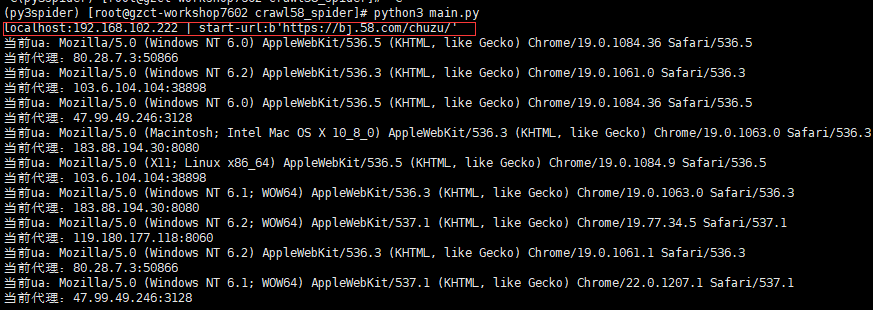 (py3spider) [root@gzct-workshop7602 crawl58_spider]# python3 main.py
localhost:192.168.102.222 | start-url:b'https://bj.58.com/chuzu/'
当前ua：Mozilla/5.0 (Windows NT 6.0) AppleWebKit/536.5 (KHTML, like Gecko) Chrome/19.0.1084.36 Safari/536.5
当前代理：80.28.7.3:50866
当前ua：Mozilla/5.0 (Windows NT 6.2) AppleWebKit/536.3 (KHTML, like Gecko) Chrome/19.0.1061.0 Safari/536.3
当前代理：103.6.104.104:38898
当前ua：Mozilla/5.0 (Windows NT 6.0) AppleWebKit/536.5 (KHTML, like Gecko) Chrome/19.0.1084.36 Safari/536.5
当前代理：47.99.49.246:3128
当前ua：Mozilla/5.0 (Macintosh; Intel Mac OS X 10_8_0) AppleWebKit/536.3 (KHTML, like Gecko) Chrome/19.0.1063.0 Safari/536.3
当前代理：183.88.194.30:8080
当前ua：Mozilla/5.0 (X11; Linux x86_64) AppleWebKit/536.5 (KHTML, like Gecko) Chrome/19.0.1084.9 Safari/536.5
当前代理：103.6.104.104:38898
当前ua：Mozilla/5.0 (Windows NT 6.1; WOW64) AppleWebKit/536.3 (KHTML, like Gecko) Chrome/19.0.1063.0 Safari/536.3
当前代理：183.88.194.30:8080
当前ua：Mozilla/5.0 (Windows NT 6.2; WOW64) AppleWebKit/537.1 (KHTML, like Gecko) Chrome/19.77.34.5 Safari/537.1
当前代理：119.180.177.118:8060
当前ua：Mozilla/5.0 (Windows NT 6.2) AppleWebKit/536.3 (KHTML, like Gecko) Chrome/19.0.1061.1 Safari/536.3
当前代理：80.28.7.3:50866
当前ua：Mozilla/5.0 (Windows NT 6.1; WOW64) AppleWebKit/537.1 (KHTML, like Gecko) Chrome/22.0.1207.1 Safari/537.1
当前代理：47.99.49.246:3128